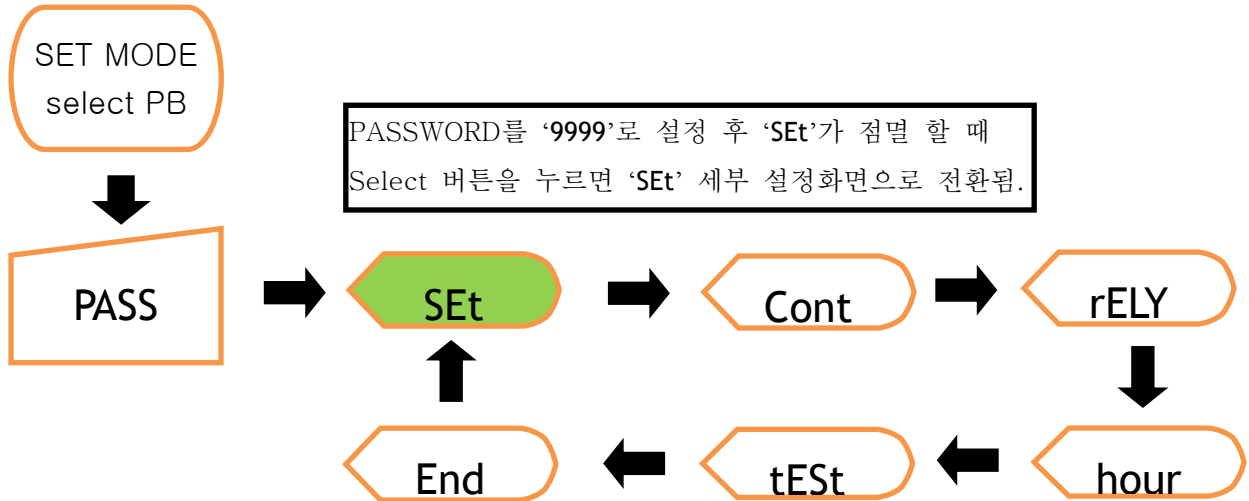 SET MODE
select PB
PASSWORD를 ‘9999’로 설정 후 ‘SEt’가 점멸 할 때
Select 버튼을 누르면 ‘SEt’ 세부 설정화면으로 전환됨.
PASS
SEt
Cont
rELY
hour
tESt
End